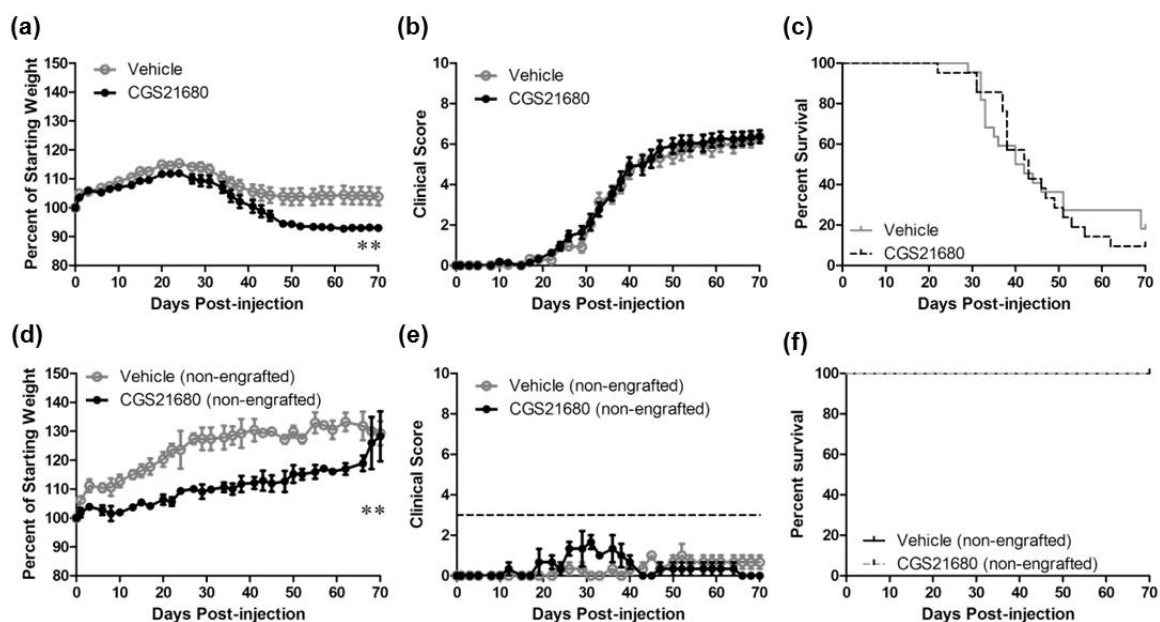 (a)
Percent of Starting Weight
150
140
130
120
110
100
90
80
Vehicle
CGS21680
**
0 10 20 30 40 50 60 70
Days Post-injection
(b)
Clinical Score
10
8
6
4
2
0
Vehicle
CGS21680
0 10 20 30 40 50 60 70
Days Post-injection
(c)
Percent Survival
100
80
60
40
20
0
Vehicle
CGS21680
0 10 20 30 40 50 60 70
Days Post-injection
(d)
Percent of Starting Weight
150
140
130
120
110
100
90
80
Vehicle (non-engrafted)
CGS21680 (non-engrafted)
**
0 10 20 30 40 50 60 70
Days Post-injection
(e)
Clinical Score
10
8
6
4
2
0
Vehicle (non-engrafted)
CGS21680 (non-engrafted)
0 10 20 30 40 50 60 70
Days Post-injection
(f)
Percent survival
100
80
60
40
20
0
Vehicle (non-engrafted)
CGS21680 (non-engrafted)
0 10 20 30 40 50 60 70
Days Post-injection